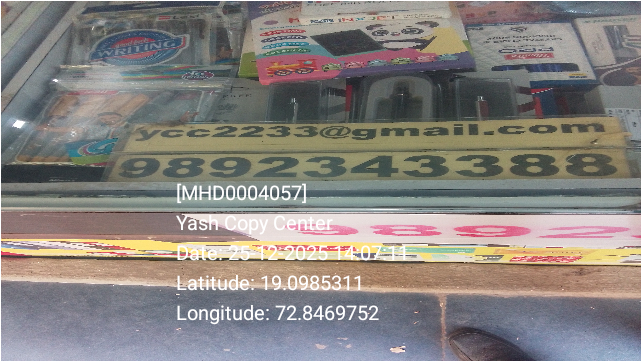 WRITING
ycc2233@gmail.com
9892343388
[MHD0004057]
Yash Copy Center
9892
Date: 25-12-2025 14:07:11
Latitude: 19.0985311
Longitude: 72.8469752